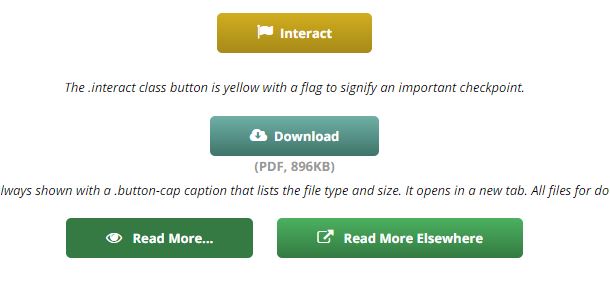 Interact
The .interact class button is yellow with a flag to signify an important checkpoint.
Download
(PDF, 896KB)
shown with a .button-cap caption that lists the file type and size. It opens in a new tab. All files for
Read More... Read More Elsewhere